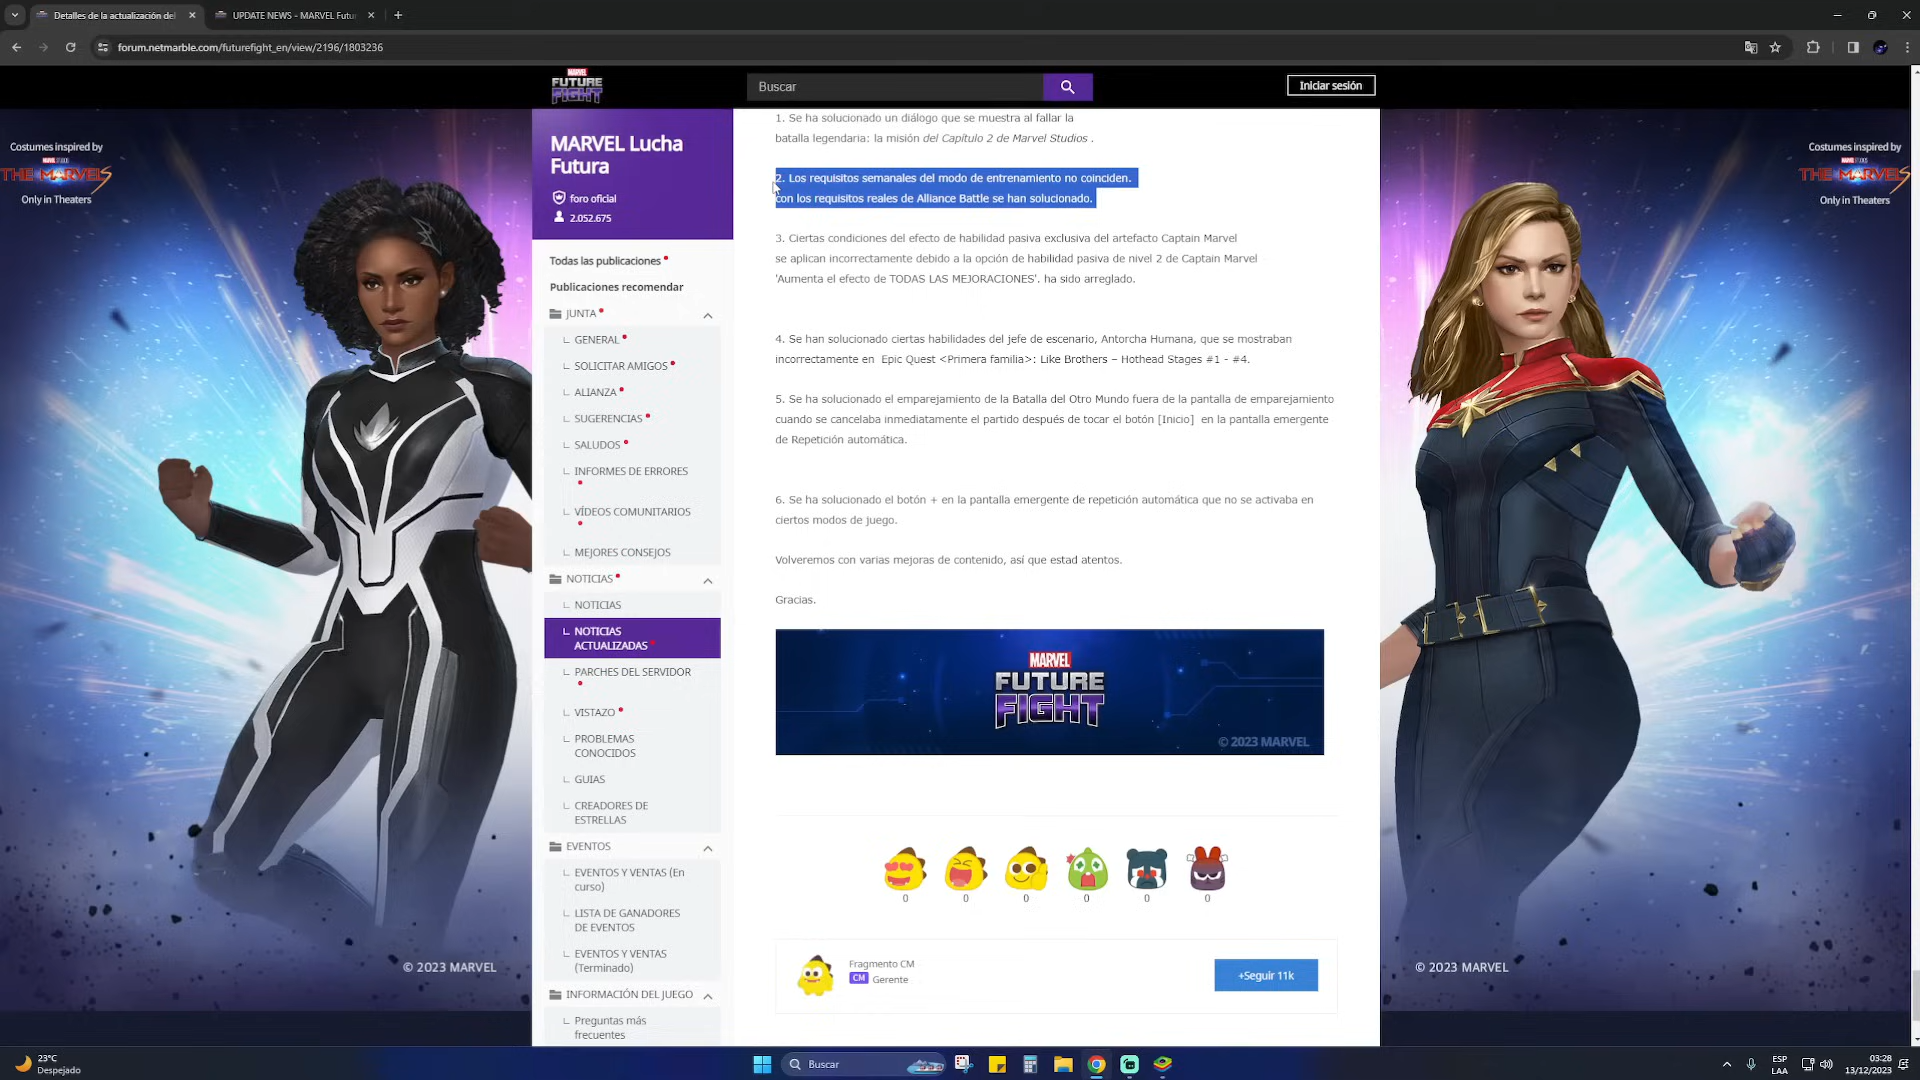 Detalles de la actualización del
UPDATE NEWS - MARVEL Futu
forum.netmarble.com/futurefight_en/view/2196/1803236
MARVEL
FUTURE
FIGHT
Buscar
Iniciar sesión
Costumes inspired by
MARVEL STUDIOS
THE MARVELS
Only in Theaters
© 2023 MARVEL
MARVEL Lucha
Futura
foro oficial
2.052.675
Todas las publicaciones
Publicaciones recomendar
JUNTA
GENERAL
SOLICITAR AMIGOS
ALIANZA
SUGERENCIAS
SALUDOS
INFORMES DE ERRORES
VÍDEOS COMUNITARIOS
MEJORES CONSEJOS
NOTICIAS
NOTICIAS
NOTICIAS
ACTUALIZADAS
PARCHES DEL SERVIDOR
VISTAZO
PROBLEMAS
CONOCIDOS
GUIAS
CREADORES DE
ESTRELLAS
EVENTOS
EVENTOS Y VENTAS (En
curso)
LISTA DE GANADORES
DE EVENTOS
EVENTOS Y VENTAS
(Terminado)
INFORMACIÓN DEL JUEGO
Preguntas más
frecuentes
1. Se ha solucionado un diálogo que se muestra al fallar la
batalla legendaria: la misión del Capítulo 2 de Marvel Studios .
2. Los requisitos semanales del modo de entrenamiento no coinciden.
con los requisitos reales de Alliance Battle se han solucionado.
3. Ciertas condiciones del efecto de habilidad pasiva exclusiva del artefacto Captain Marvel
se aplican incorrectamente debido a la opción de habilidad pasiva de nivel 2 de Captain Marvel
'Aumenta el efecto de TODAS LAS MEJORACIONES'. ha sido arreglado.
4. Se han solucionado ciertas habilidades del jefe de escenario, Antorcha Humana, que se mostraban
incorrectamente en Epic Quest <Primera familia>: Like Brothers – Hothead Stages #1 - #4.
5. Se ha solucionado el emparejamiento de la Batalla del Otro Mundo fuera de la pantalla de emparejamiento
cuando se cancelaba inmediatamente el partido después de tocar el botón [Inicio] en la pantalla emergente
de Repetición automática.
6. Se ha solucionado el botón + en la pantalla emergente de repetición automática que no se activaba en
ciertos modos de juego.
Volveremos con varias mejoras de contenido, así que estad atentos.
Gracias.
MARVEL
FUTURE
FIGHT
© 2023 MARVEL
0
0
0
0
0
0
Fragmento CM
CM Gerente
+Seguir 11k
Costumes inspired by
MARVEL STUDIOS
THE MARVELS
Only in Theaters
© 2023 MARVEL
23°C
Despejado
Buscar
ESP
LAA
03:28
13/12/2023